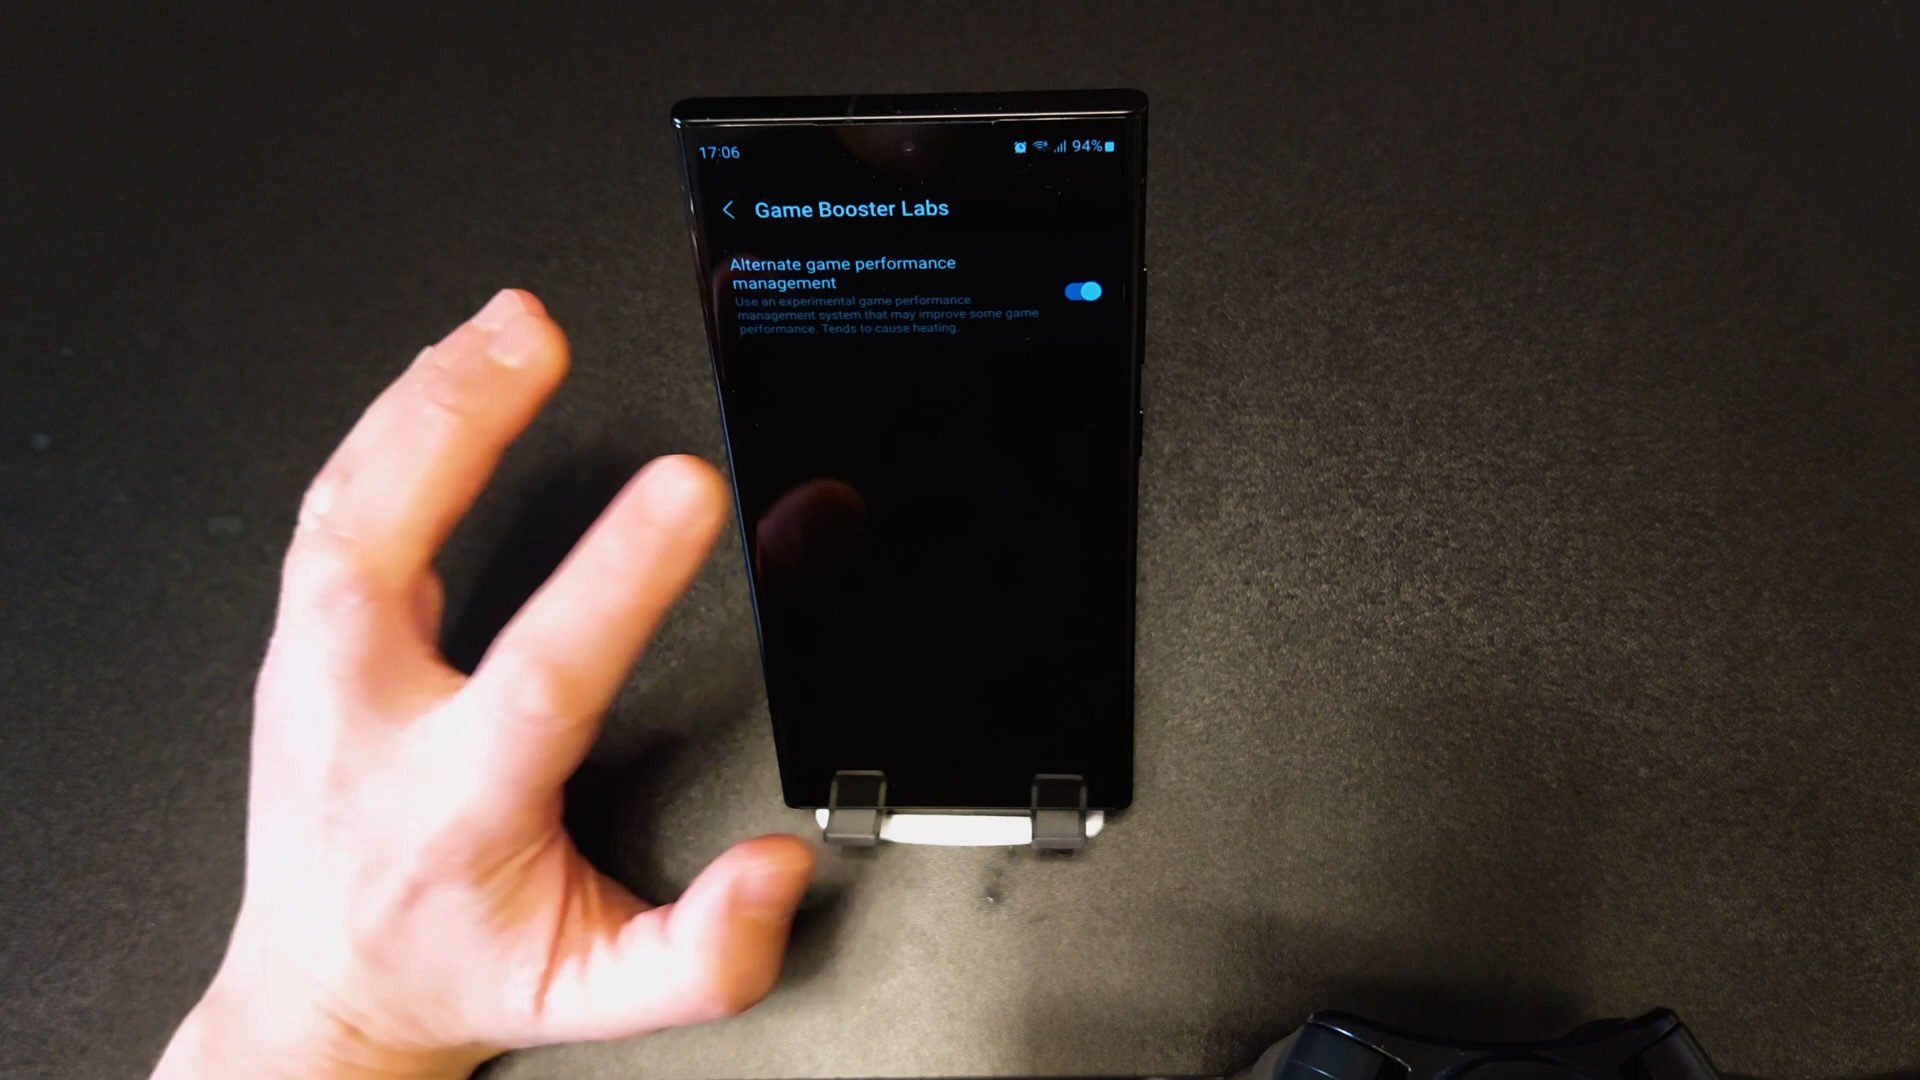 17:06
94%
Game Booster Labs
Alternate game performance
management
Use an experimental game performance
management system that may improve some game
performance. Tends to cause heating.